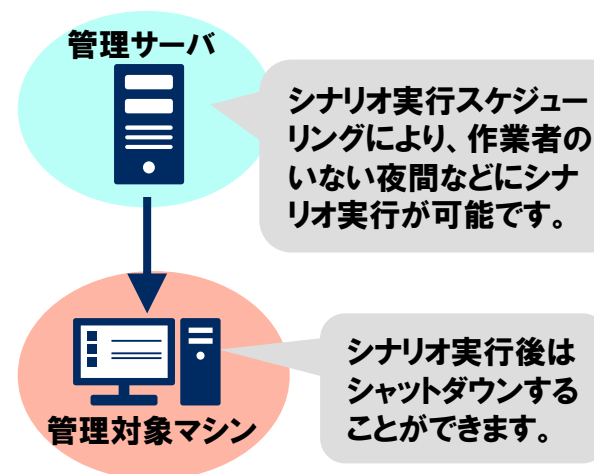 管理サーバ
シナリオ実行スケジュー
リングにより、作業者の
いない夜間などにシナ
リオ実行が可能です。
シナリオ実行後は
シャットダウンする
ことができます。
管理対象マシン